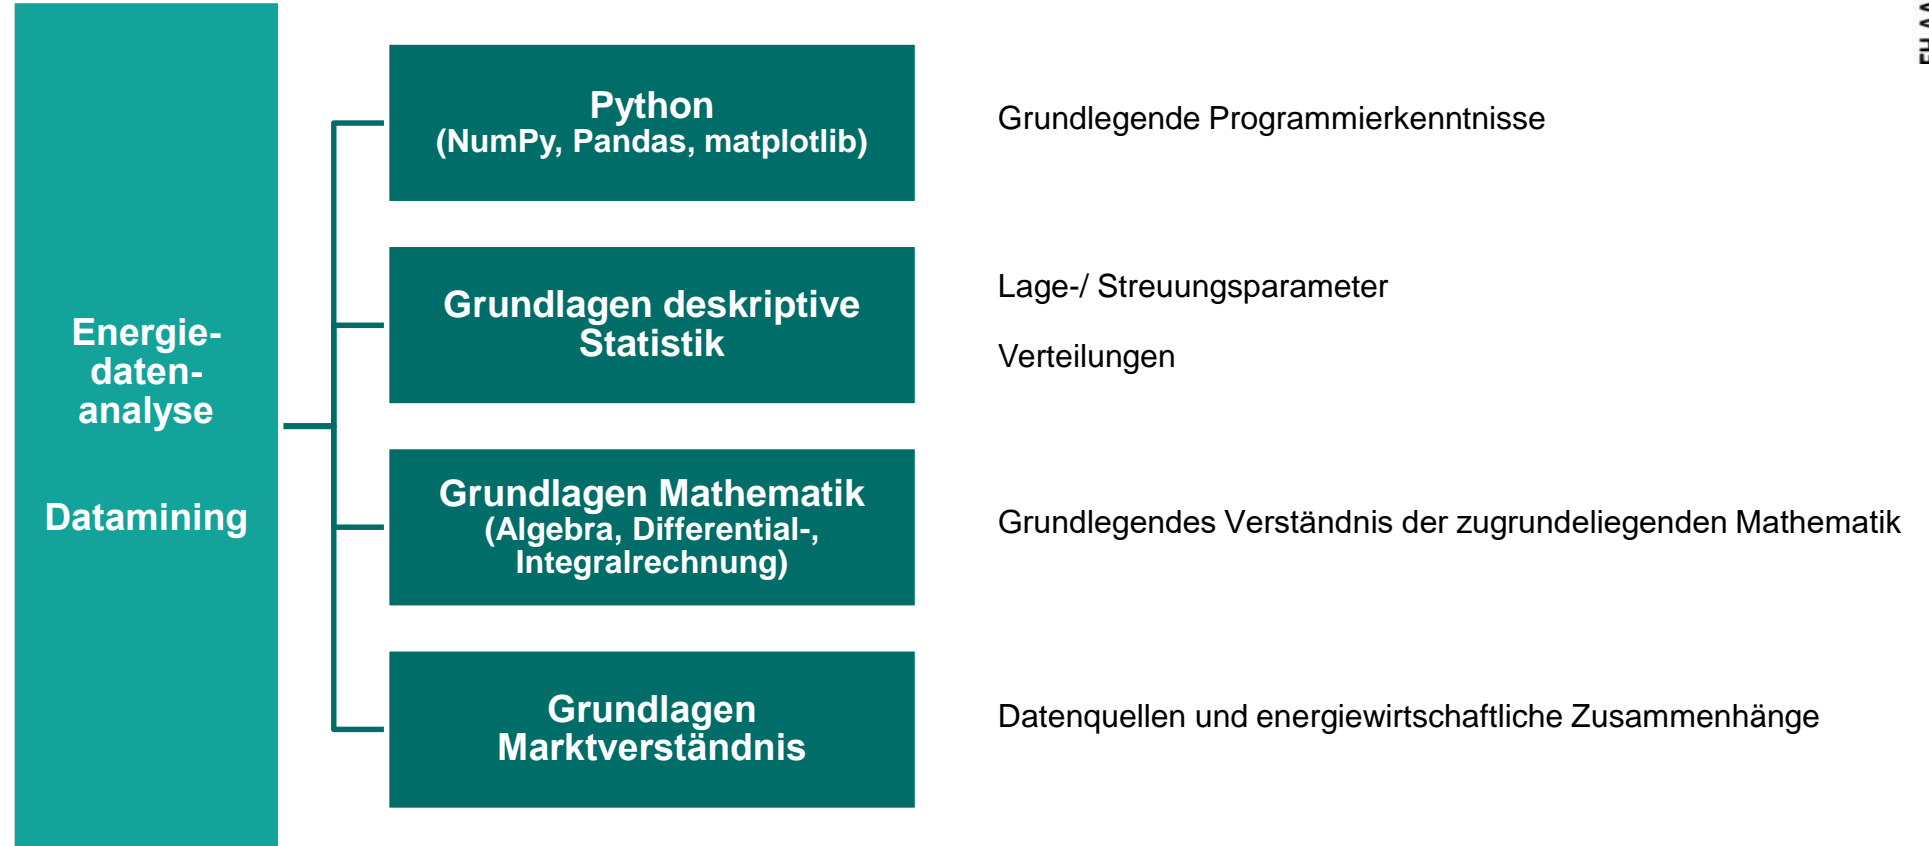 Energie-
daten-
analyse
Datamining
Python
(NumPy, Pandas, matplotlib)
Grundlegende Programmierkenntnisse
Grundlagen deskriptive
Statistik
Lage-/ Streuungsparameter
Verteilungen
Grundlagen Mathematik
(Algebra, Differential-,
Integralrechnung)
Grundlegendes Verständnis der zugrundeliegenden Mathematik
Grundlagen
Marktverständnis
Datenquellen und energiewirtschaftliche Zusammenhänge